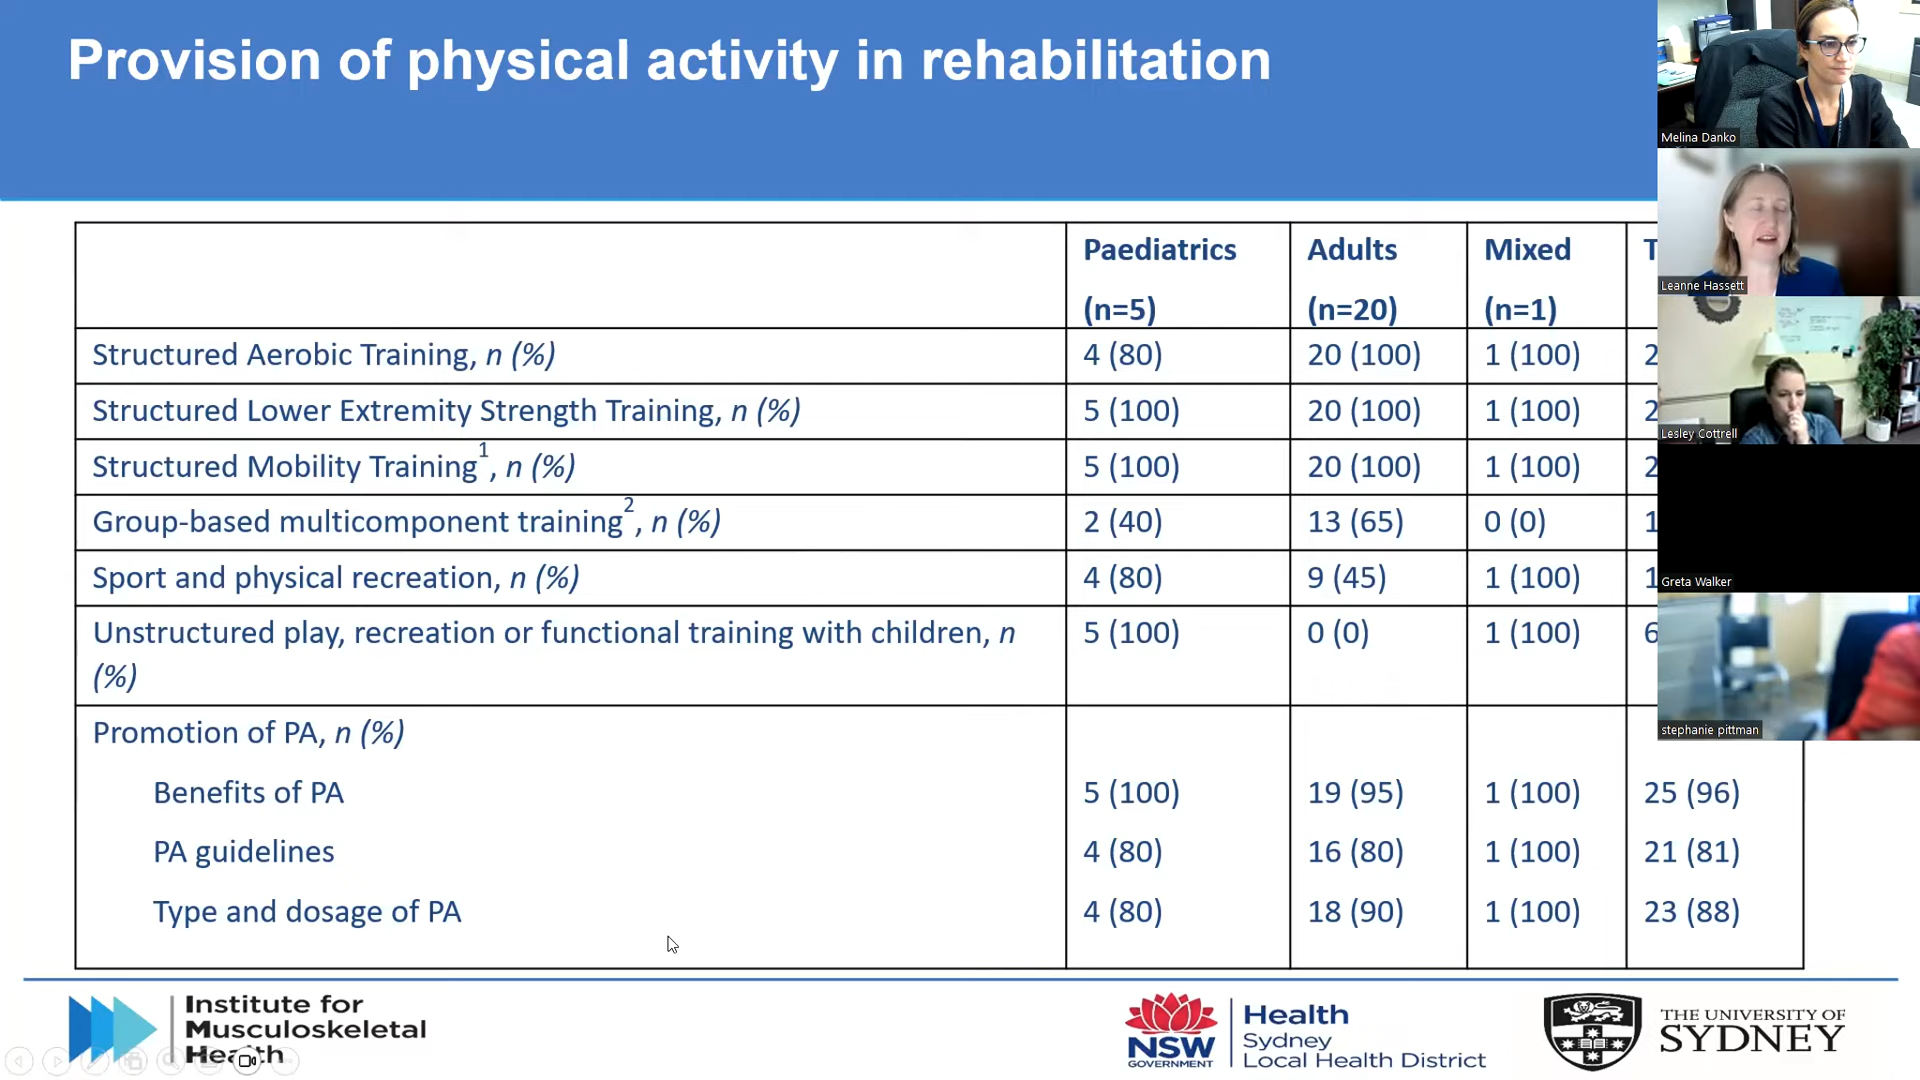 Provision of physical activity in rehabilitation
Paediatrics Adults Mixed T
(n=5) (n=20) (n=1)
Structured Aerobic Training, n (%) 4 (80) 20 (100) 1 (100) 2
Structured Lower Extremity Strength Training, n (%) 5 (100) 20 (100) 1 (100) 2
Structured Mobility Training1, n (%) 5 (100) 20 (100) 1 (100) 2
Group-based multicomponent training2, n (%) 2 (40) 13 (65) 0 (0) 1
Sport and physical recreation, n (%) 4 (80) 9 (45) 1 (100) 1
Unstructured play, recreation or functional training with children, n 5 (100) 0 (0) 1 (100) 6
(%)
Promotion of PA, n (%)
Benefits of PA 5 (100) 19 (95) 1 (100) 25 (96)
PA guidelines 4 (80) 16 (80) 1 (100) 21 (81)
Type and dosage of PA 4 (80) 18 (90) 1 (100) 23 (88)
Melina Danko
Leanne Hassett
Lesley Cottrell
Greta Walker
stephanie pittman
Institute for
Musculoskeletal
Health
NSW
GOVERNMENT
Health
Sydney
Local Health District
THE UNIVERSITY OF
SYDNEY